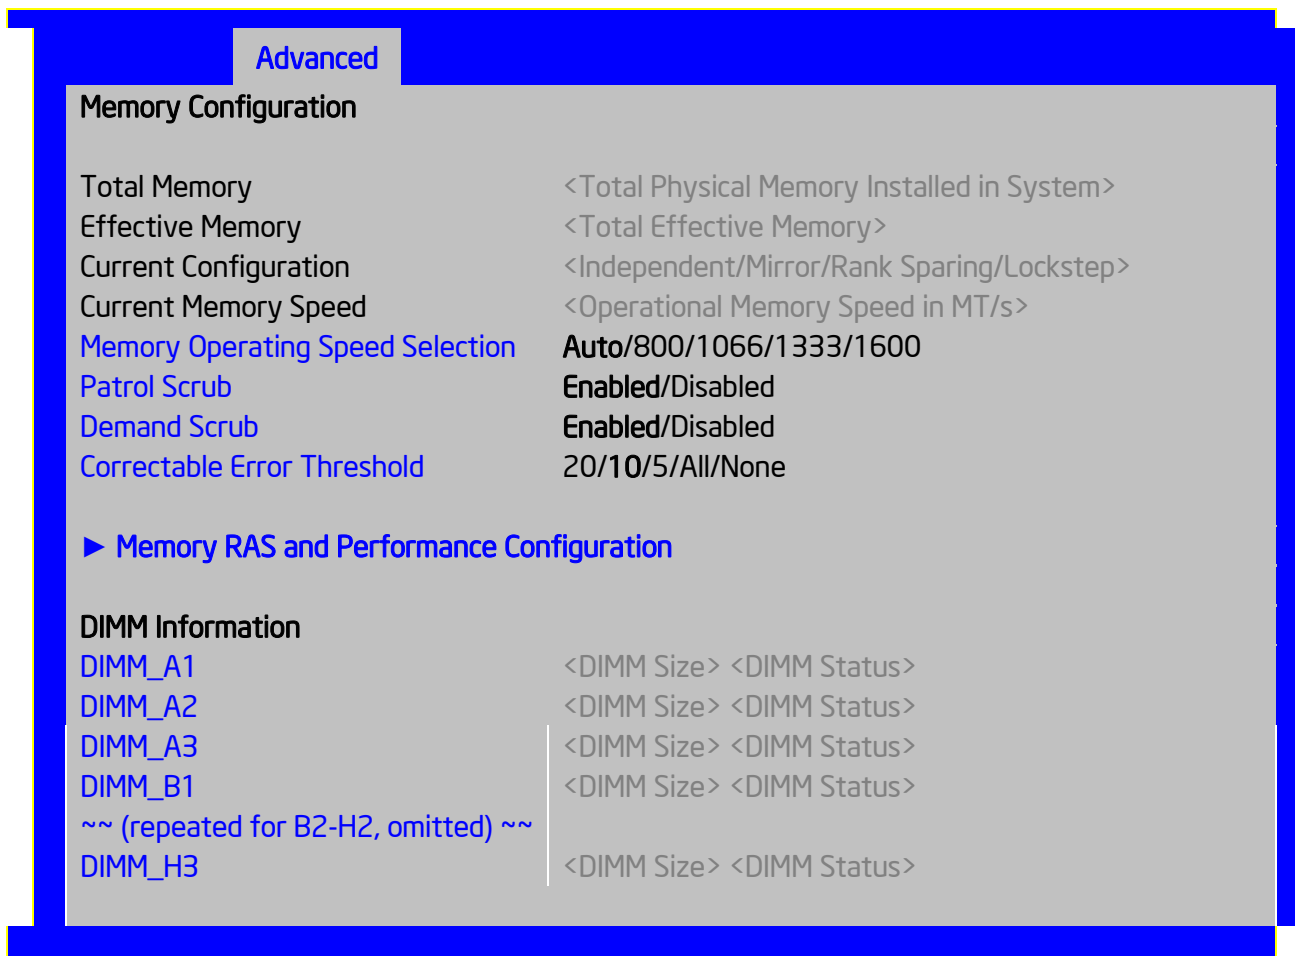 Advanced
Memory Configuration
Total Memory <Total Physical Memory Installed in System>
Effective Memory <Total Effective Memory>
Current Configuration <Independent/Mirror/Rank Sparing/Lockstep>
Current Memory Speed <Operational Memory Speed in MT/s>
Memory Operating Speed Selection Auto/800/1066/1333/1600
Patrol Scrub Enabled/Disabled
Demand Scrub Enabled/Disabled
Correctable Error Threshold 20/10/5/All/None
► Memory RAS and Performance Configuration
DIMM Information
DIMM_A1 <DIMM Size> <DIMM Status>
DIMM_A2 <DIMM Size> <DIMM Status>
DIMM_A3 <DIMM Size> <DIMM Status>
DIMM_B1 <DIMM Size> <DIMM Status>
~~ (repeated for B2-H2, omitted) ~~
DIMM_H3 <DIMM Size> <DIMM Status>